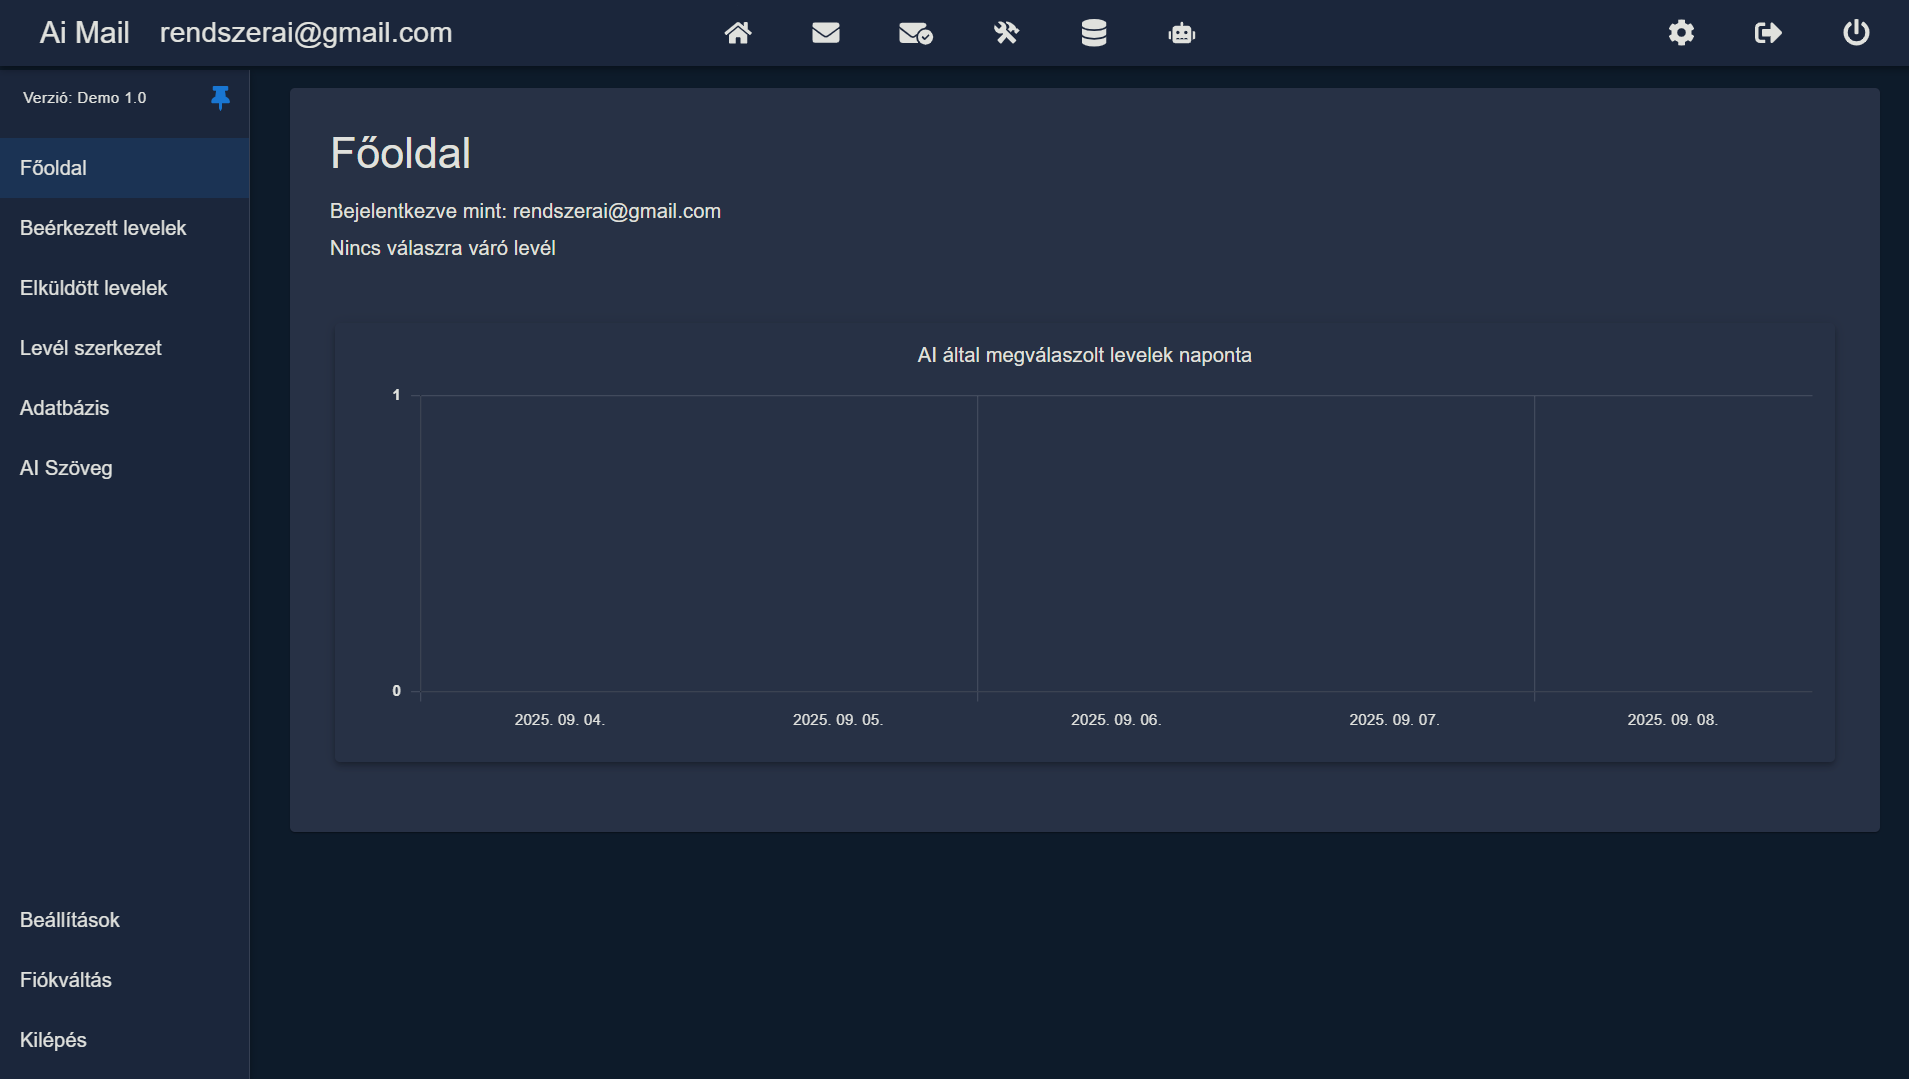 Ai Mail rendszerai@gmail.com
Verzió: Demo 1.0
Főoldal
Beérkezett levelek
Elküldött levelek
Levél szerkezet
Adatbázis
AI Szöveg
Beállítások
Fiókváltás
Kilépés
Főoldal
Bejelentkezve mint: rendszerai@gmail.com
Nincs válaszra váró levél
AI által megválaszolt levelek naponta
1
0
2025. 09. 04. 2025. 09. 05. 2025. 09. 06. 2025. 09. 07. 2025. 09. 08.